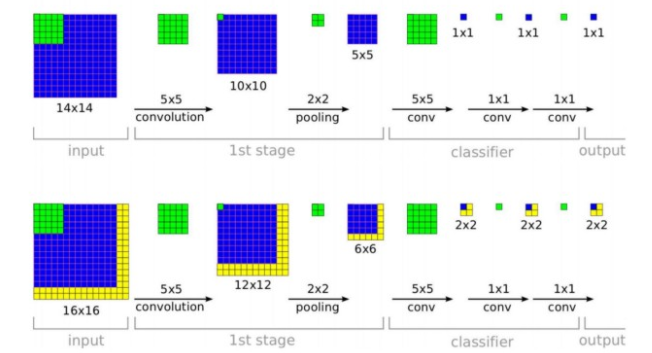 14x14
5x5
convolution
10x10
2x2
pooling
5x5
5x5
conv
1x1
1x1
conv
1x1
1x1
conv
1x1
input
1st stage
classifier
output
16x16
5x5
convolution
12x12
2x2
pooling
6x6
5x5
conv
2x2
1x1
conv
2x2
1x1
conv
2x2
input
1st stage
classifier
output